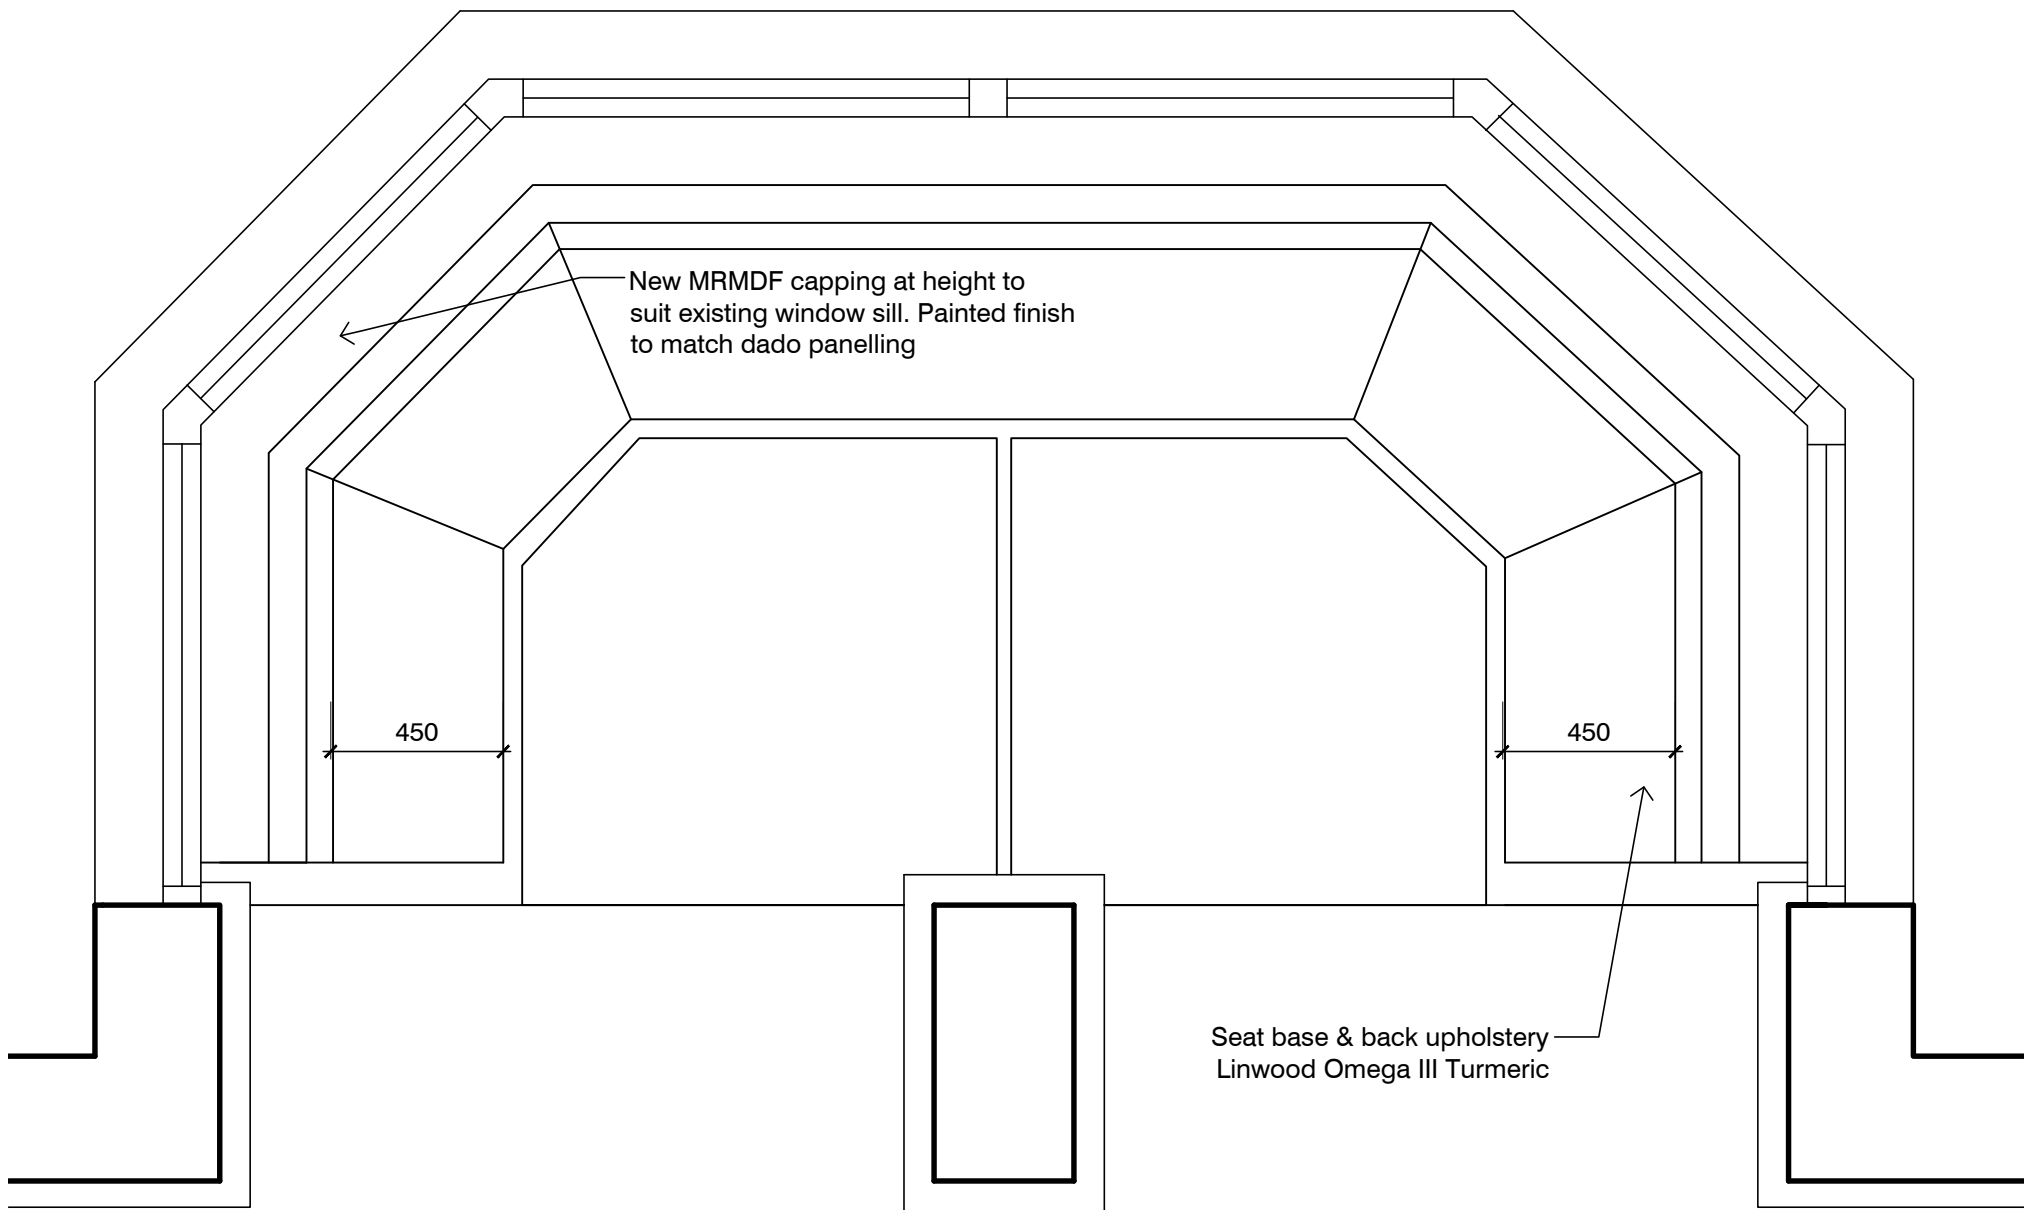 New MRMDF capping at height to
suit existing window sill. Painted finish
to match dado panelling
450
450
Seat base & back upholstery
Linwood Omega III Turmeric